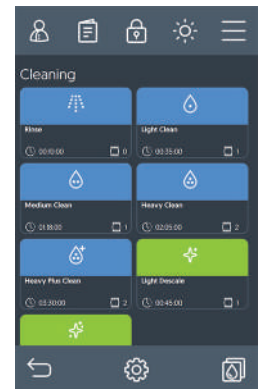 Cleaning
Rinse
Light Clean
00:10:00 0
00:35:00 1
Medium Clean
Heavy Clean
01:18:00 1
02:05:00 2
Heavy Plus Clean
Light Descale
03:30:00 2
00:45:00 1